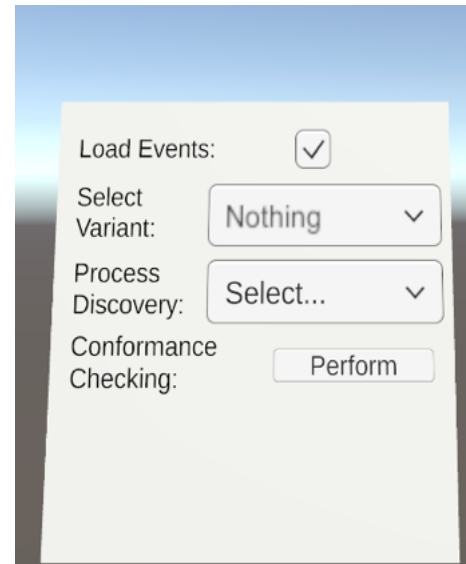 Load Events:
Select
Variant:
Nothing
Process
Discovery:
Select...
Conformance
Checking:
Perform